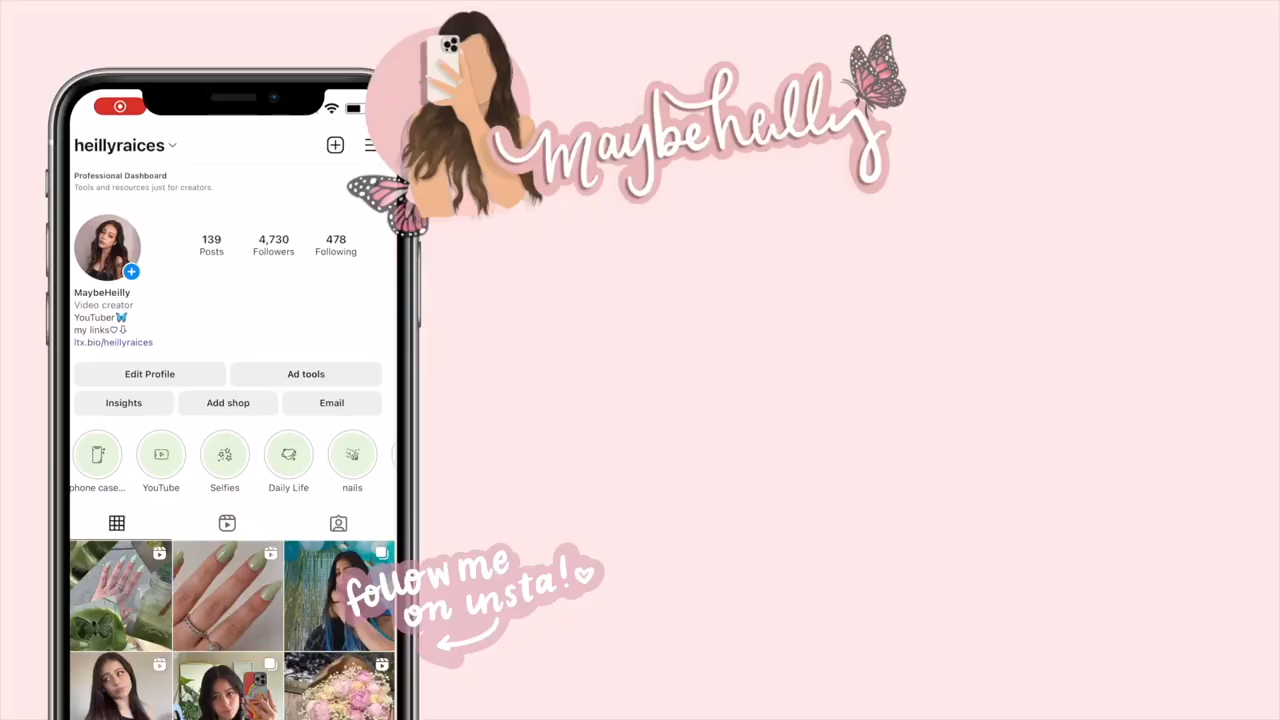 heillyraices
Professional Dashboard
Tools and resources just for creators.
139
Posts
4,730
Followers
478
Following
MaybeHeilly
Video creator
YouTuber🦋
my links♡⇩
ltx.bio/heillyraices
Edit Profile
Ad tools
Insights
Add shop
Email
phone case...
YouTube
Selfies
Daily Life
nails
Maybeheilly
follow me
on insta!♡